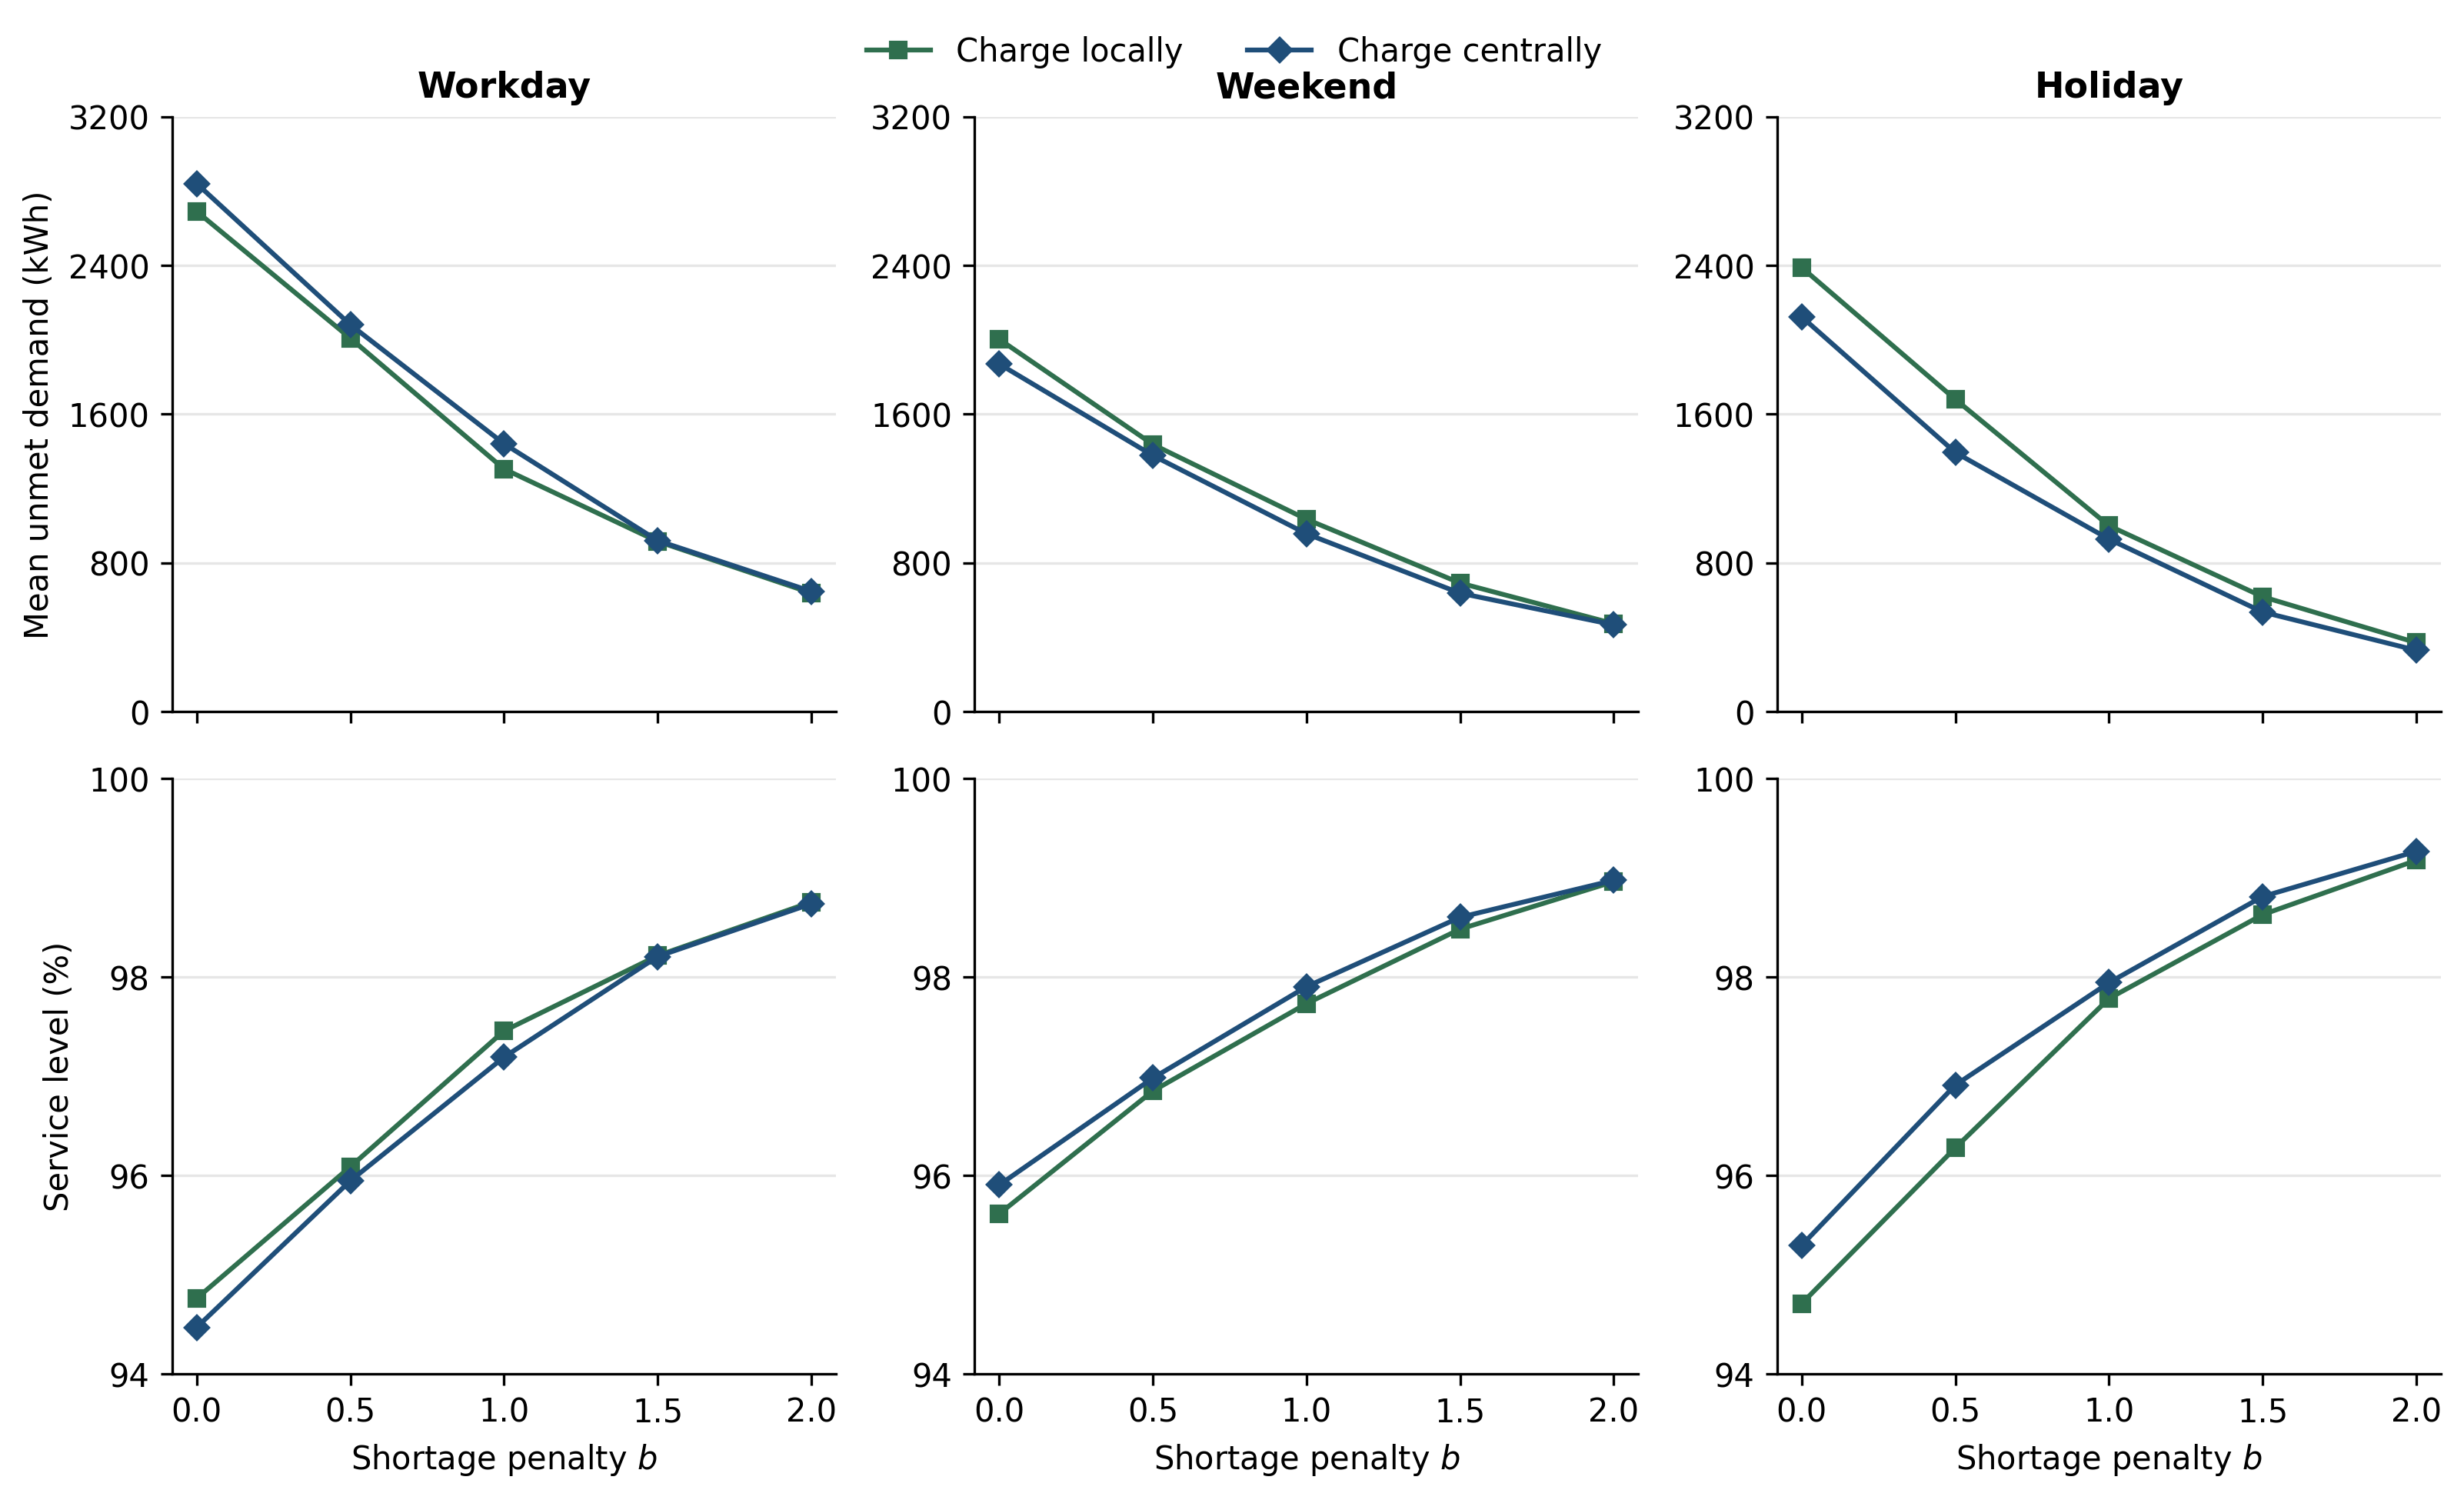 Charge locally Charge centrally
Workday Weekend Holiday
3200 3200 3200
2400 2400 2400
1600 1600 1600
800 800 800
0 0 0
Mean unmet demand (kWh)
100 100 100
98 98 98
96 96 96
94 94 94
Service level (%)
0.0 0.5 1.0 1.5 2.0 0.0 0.5 1.0 1.5 2.0 0.0 0.5 1.0 1.5 2.0
Shortage penalty b Shortage penalty b Shortage penalty b